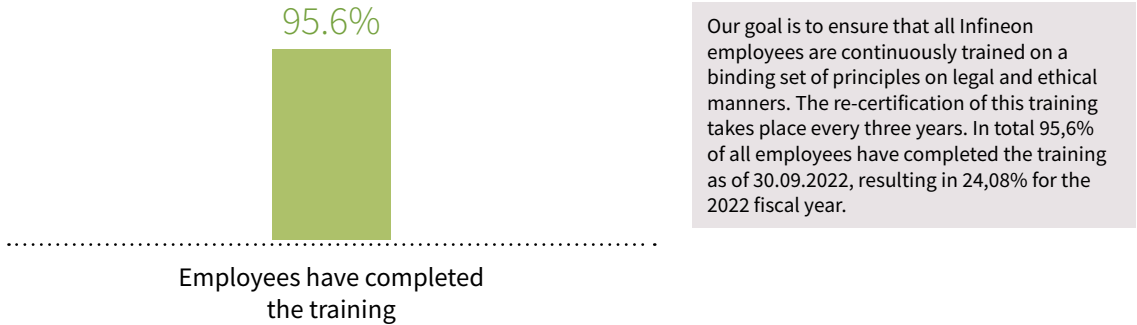 95.6%
Employees have completed
the training
Our goal is to ensure that all Infineon
employees are continuously trained on a
binding set of principles on legal and ethical
manners. The re-certification of this training
takes place every three years. In total 95,6%
of all employees have completed the training
as of 30.09.2022, resulting in 24,08% for the
2022 fiscal year.